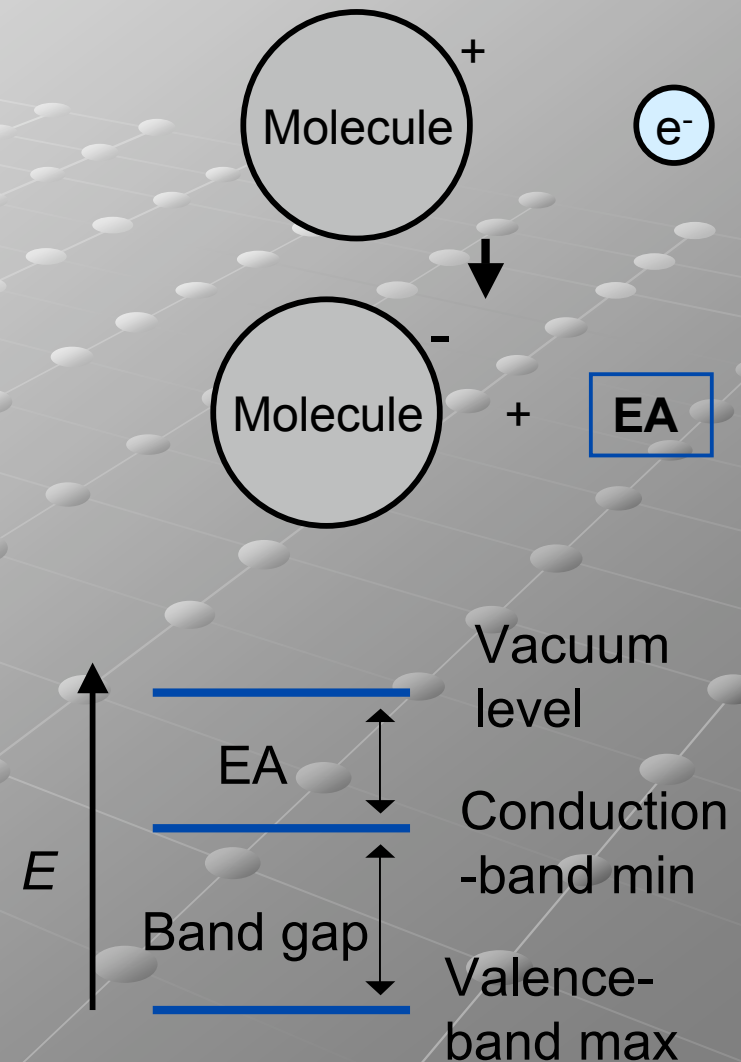 +
Molecule
e-
-
Molecule
+
EA
Vacuum
level
EA
Conduction
-band min
E
Band gap
Valence-
band max